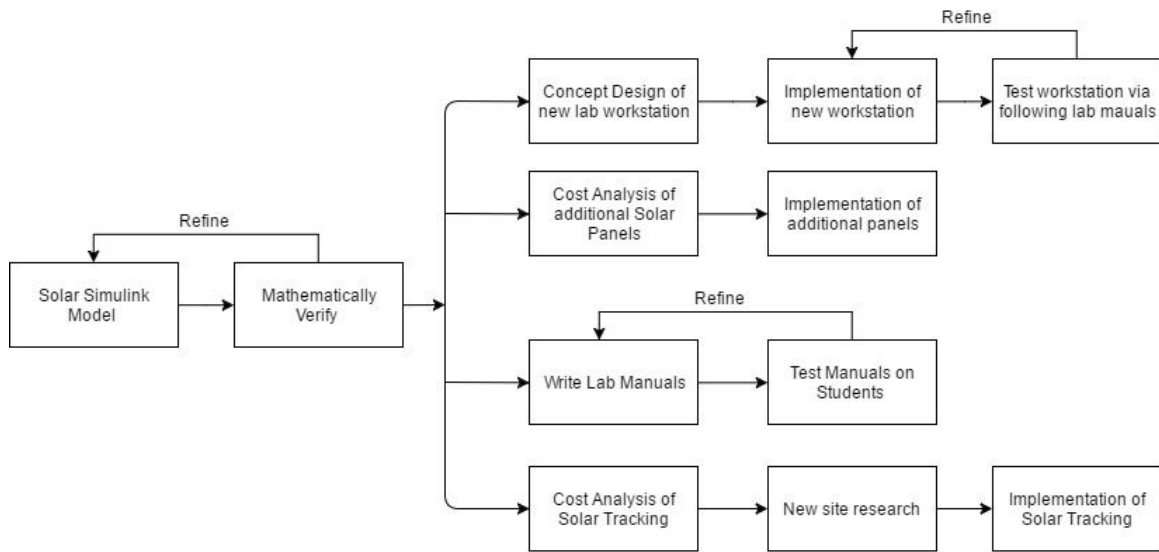 Refine
Concept Design of
new lab workstation
Implementation of
new workstation
Test workstation via
following lab mauals
Cost Analysis of
additional Solar
Panels
Implementation of
additional panels
Refine
Solar Simulink
Model
Mathematically
Verify
Refine
Write Lab Manuals
Test Manuals on
Students
Cost Analysis of
Solar Tracking
New site research
Implementation of
Solar Tracking